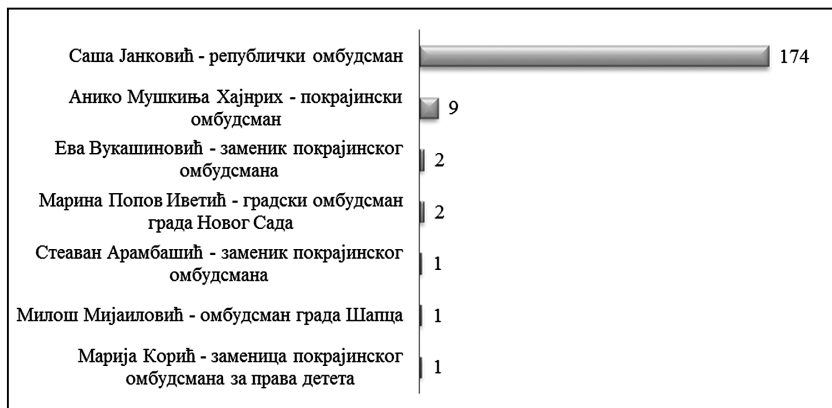 Саша Јанковић - републички омбудсман
174
Анико Мушкиња Хајнрих - покрајински
омбудсман
9
Ева Вукашиновић - заменик покрајинског
омбудсмана
2
Марина Попов Иветић - градски омбудсман
града Новог Сада
2
Стеаван Арамбашић - заменик покрајинског
омбудсмана
1
Милош Мијаиловић - омбудсман града Шапца
1
Марија Корић - заменица покрајинског
омбудсмана за права детета
1